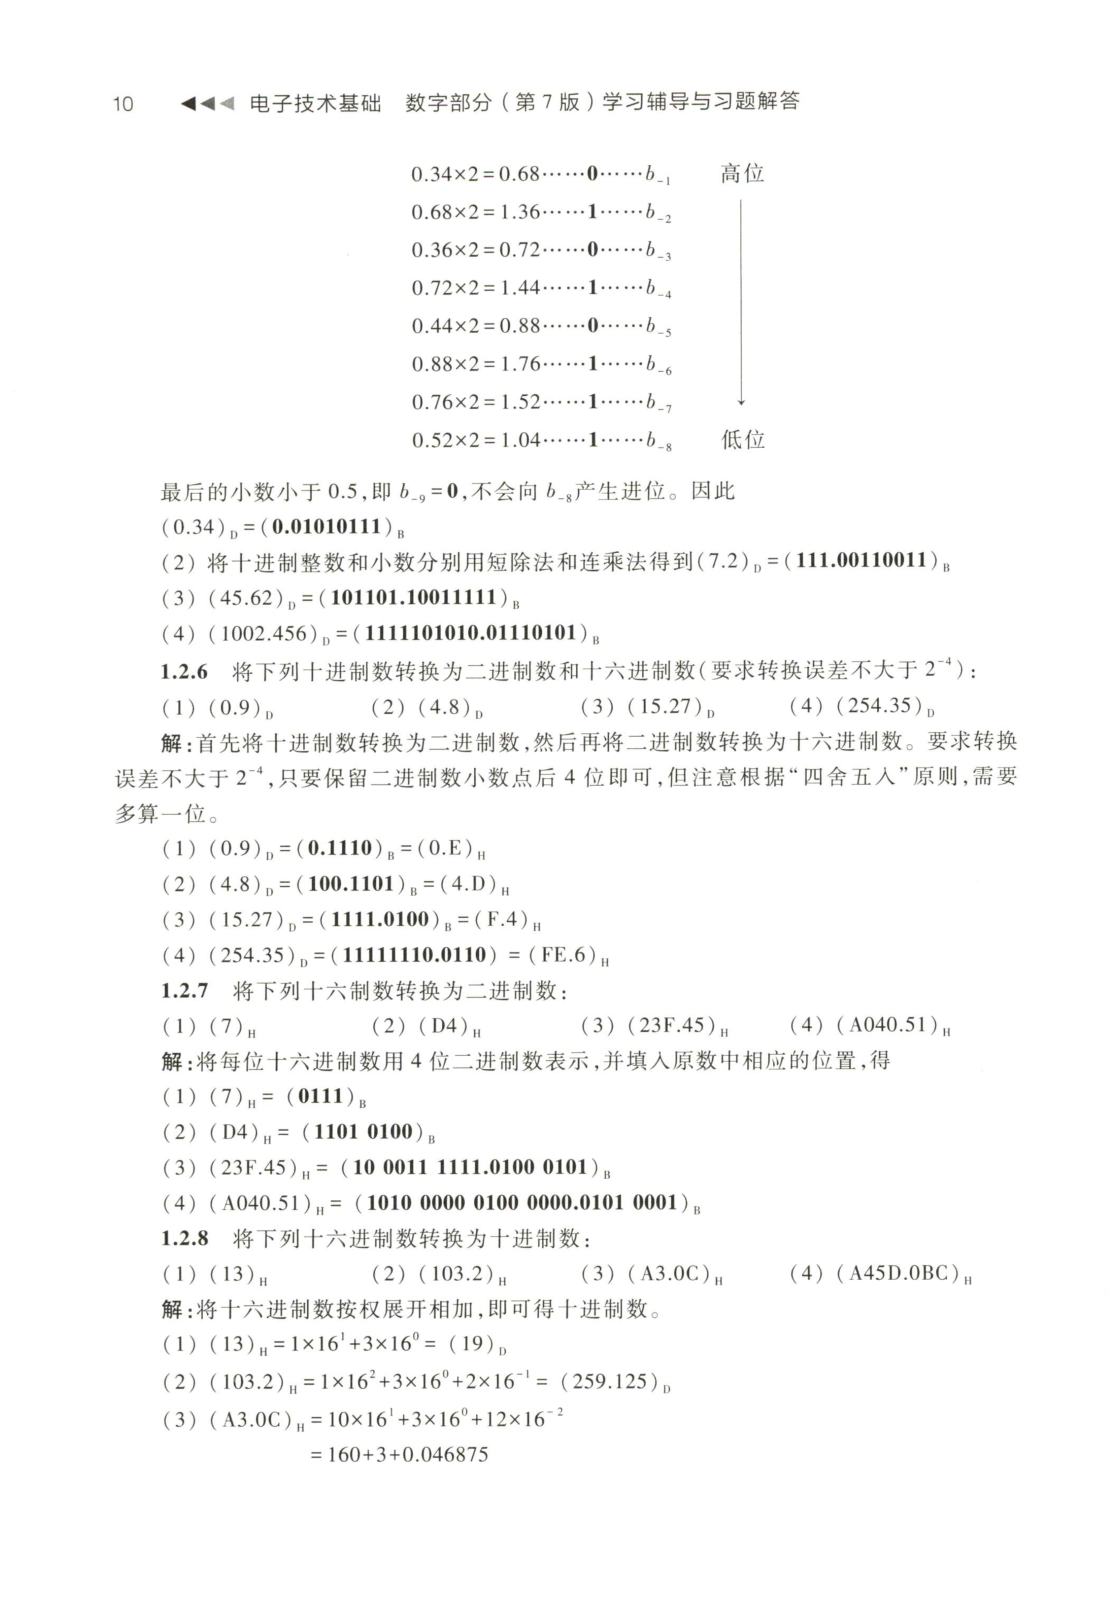 10 ◀◀◀ 电子技术基础 数字部分(第7版)学习辅导与习题解答
0.34×2=0.68……0……b₋₁ 高位
0.68×2=1.36……1……b₋₂
0.36×2=0.72……0……b₋₃
0.72×2=1.44……1……b₋₄
0.44×2=0.88……0……b₋₅
0.88×2=1.76……1……b₋₆
0.76×2=1.52……1……b₋₇
0.52×2=1.04……1……b₋₈ 低位
最后的小数小于 0.5,即 b₋₉=0,不会向 b₋₈产生进位。因此
(0.34)D=(0.01010111)B
(2) 将十进制整数和小数分别用短除法和连乘法得到(7.2)D=(111.00110011)B
(3) (45.62)D=(101101.10011111)B
(4) (1002.456)D=(1111101010.01110101)B
1.2.6 将下列十进制数转换为二进制数和十六进制数(要求转换误差不大于 2⁻⁴):
(1) (0.9)D (2) (4.8)D (3) (15.27)D (4) (254.35)D
解:首先将十进制数转换为二进制数,然后再将二进制数转换为十六进制数。要求转换
误差不大于 2⁻⁴,只要保留二进制数小数点后 4 位即可,但注意根据“四舍五入”原则,需要
多算一位。
(1) (0.9)D=(0.1110)B=(0.E)H
(2) (4.8)D=(100.1101)B=(4.D)H
(3) (15.27)D=(1111.0100)B=(F.4)H
(4) (254.35)D=(11111110.0110) =(FE.6)H
1.2.7 将下列十六制数转换为二进制数:
(1) (7)H (2) (D4)H (3) (23F.45)H (4) (A040.51)H
解:将每位十六进制数用 4 位二进制数表示,并填入原数中相应的位置,得
(1) (7)H= (0111)B
(2) (D4)H= (1101 0100)B
(3) (23F.45)H= (10 0011 1111.0100 0101)B
(4) (A040.51)H= (1010 0000 0100 0000.0101 0001)B
1.2.8 将下列十六进制数转换为十进制数:
(1) (13)H (2) (103.2)H (3) (A3.0C)H (4) (A45D.0BC)H
解:将十六进制数按权展开相加,即可得十进制数。
(1) (13)H=1×16¹+3×16⁰= (19)D
(2) (103.2)H=1×16²+3×16⁰+2×16⁻¹= (259.125)D
(3) (A3.0C)H=10×16¹+3×16⁰+12×16⁻²
=160+3+0.046875